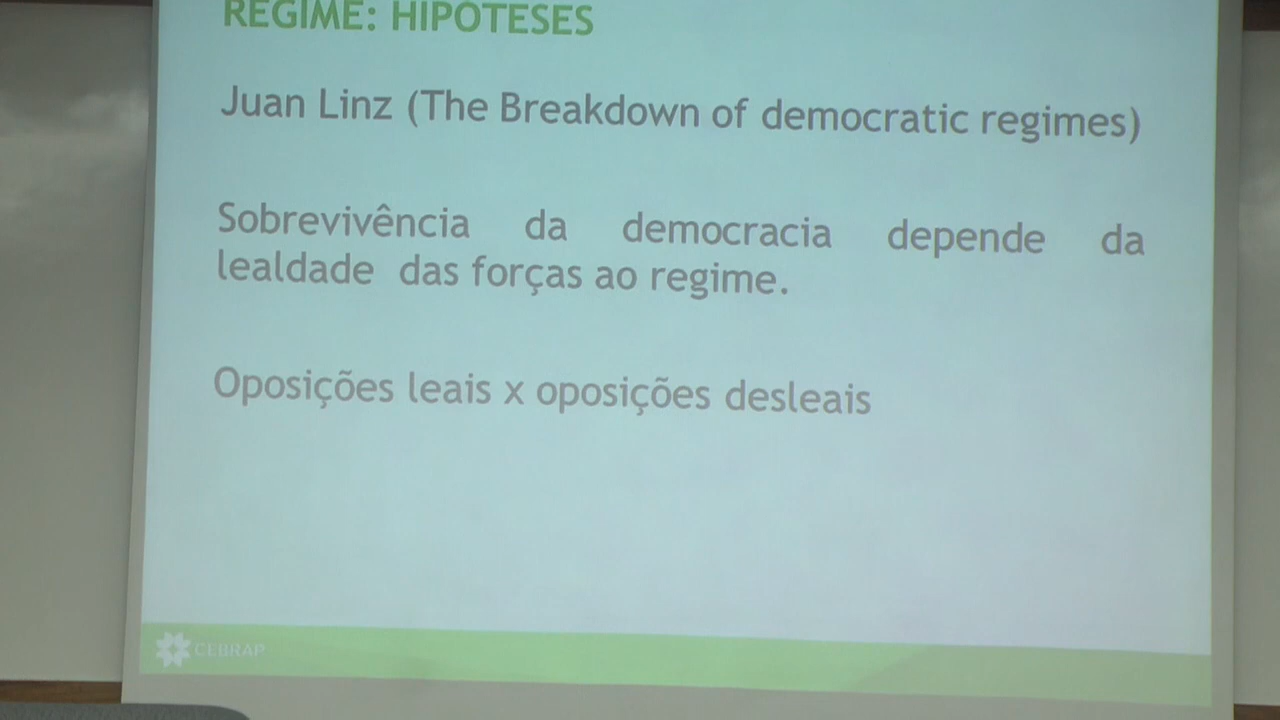 REGIME: HIPÓTESES
Juan Linz (The Breakdown of democratic regimes)
Sobrevivência da democracia depende da
lealdade das forças ao regime.
Oposições leais x oposições desleais
CEBRAP